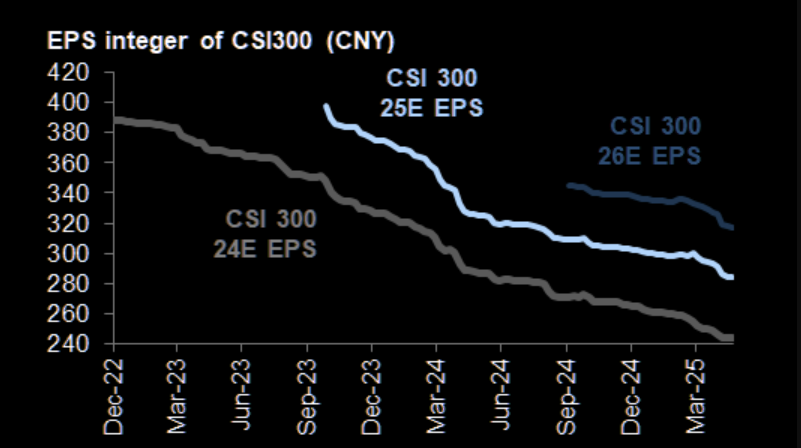 EPS integer of CSI300 (CNY)
420
400
380
360
340
320
300
280
260
240
CSI 300
25E EPS
CSI 300
26E EPS
CSI 300
24E EPS
Dec-22
Mar-23
Jun-23
Sep-23
Dec-23
Mar-24
Jun-24
Sep-24
Dec-24
Mar-25